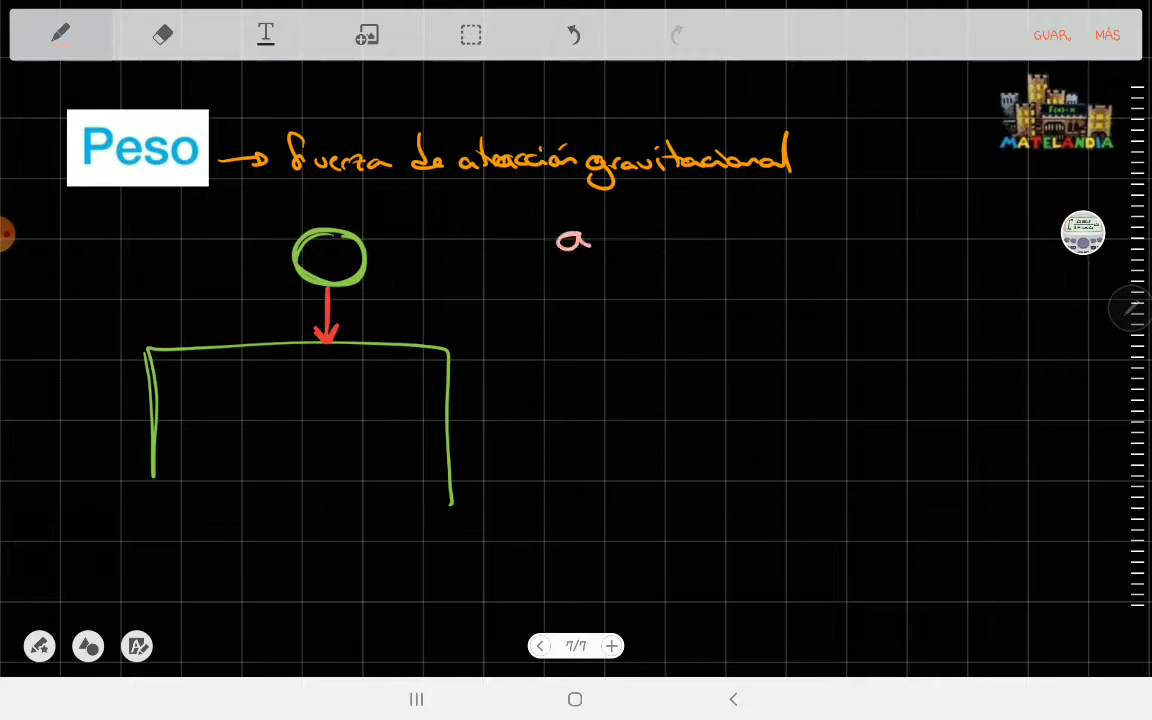 GUAR. MÁS
Peso → fuerza de atracción gravitacional
MATELANDIA
a
7/7